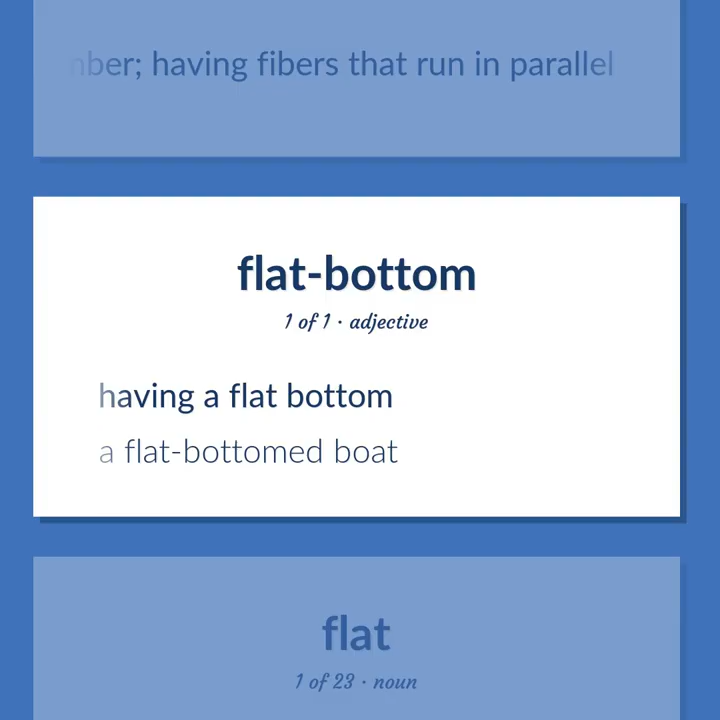 nber; having fibers that run in parallel
flat-bottom
1 of 1 · adjective
having a flat bottom
a flat-bottomed boat
flat
1 of 23 · noun